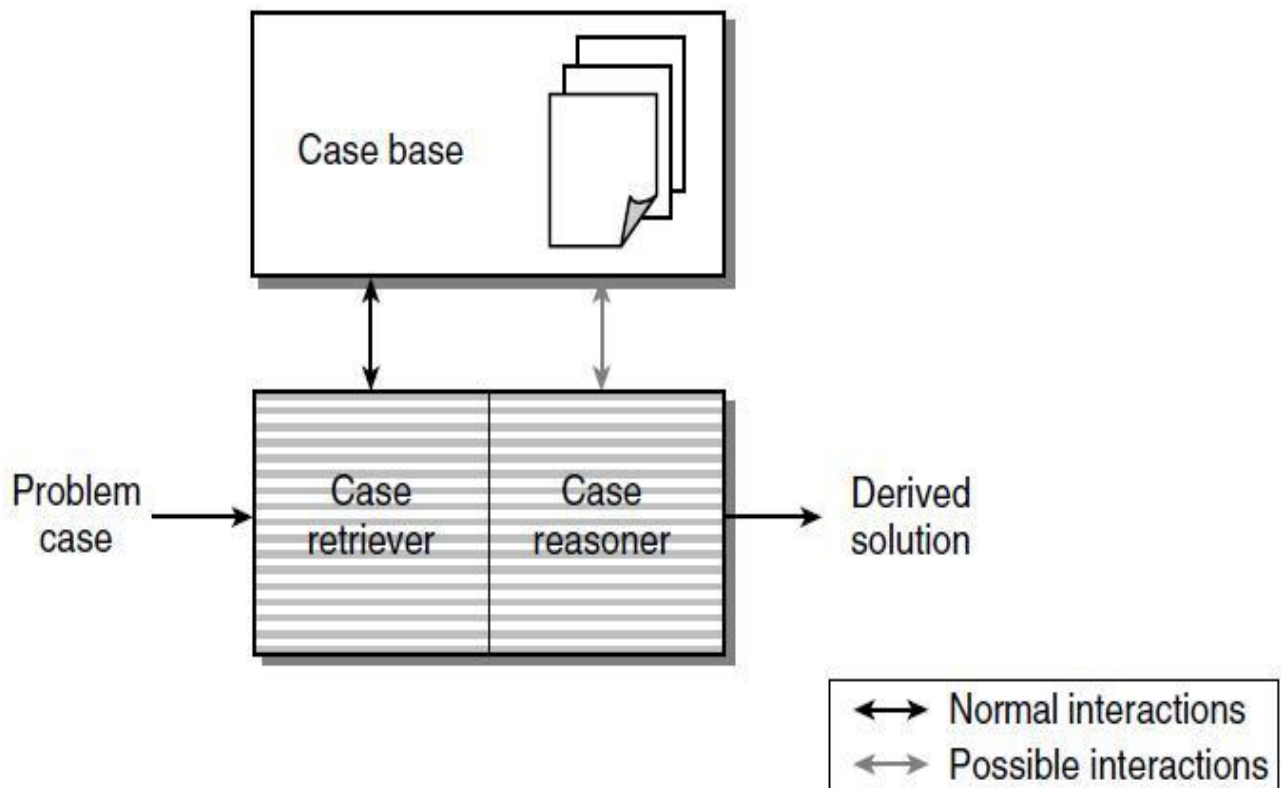 Case base
Problem
case
Case
retriever
Case
reasoner
Derived
solution
Normal interactions
Possible interactions